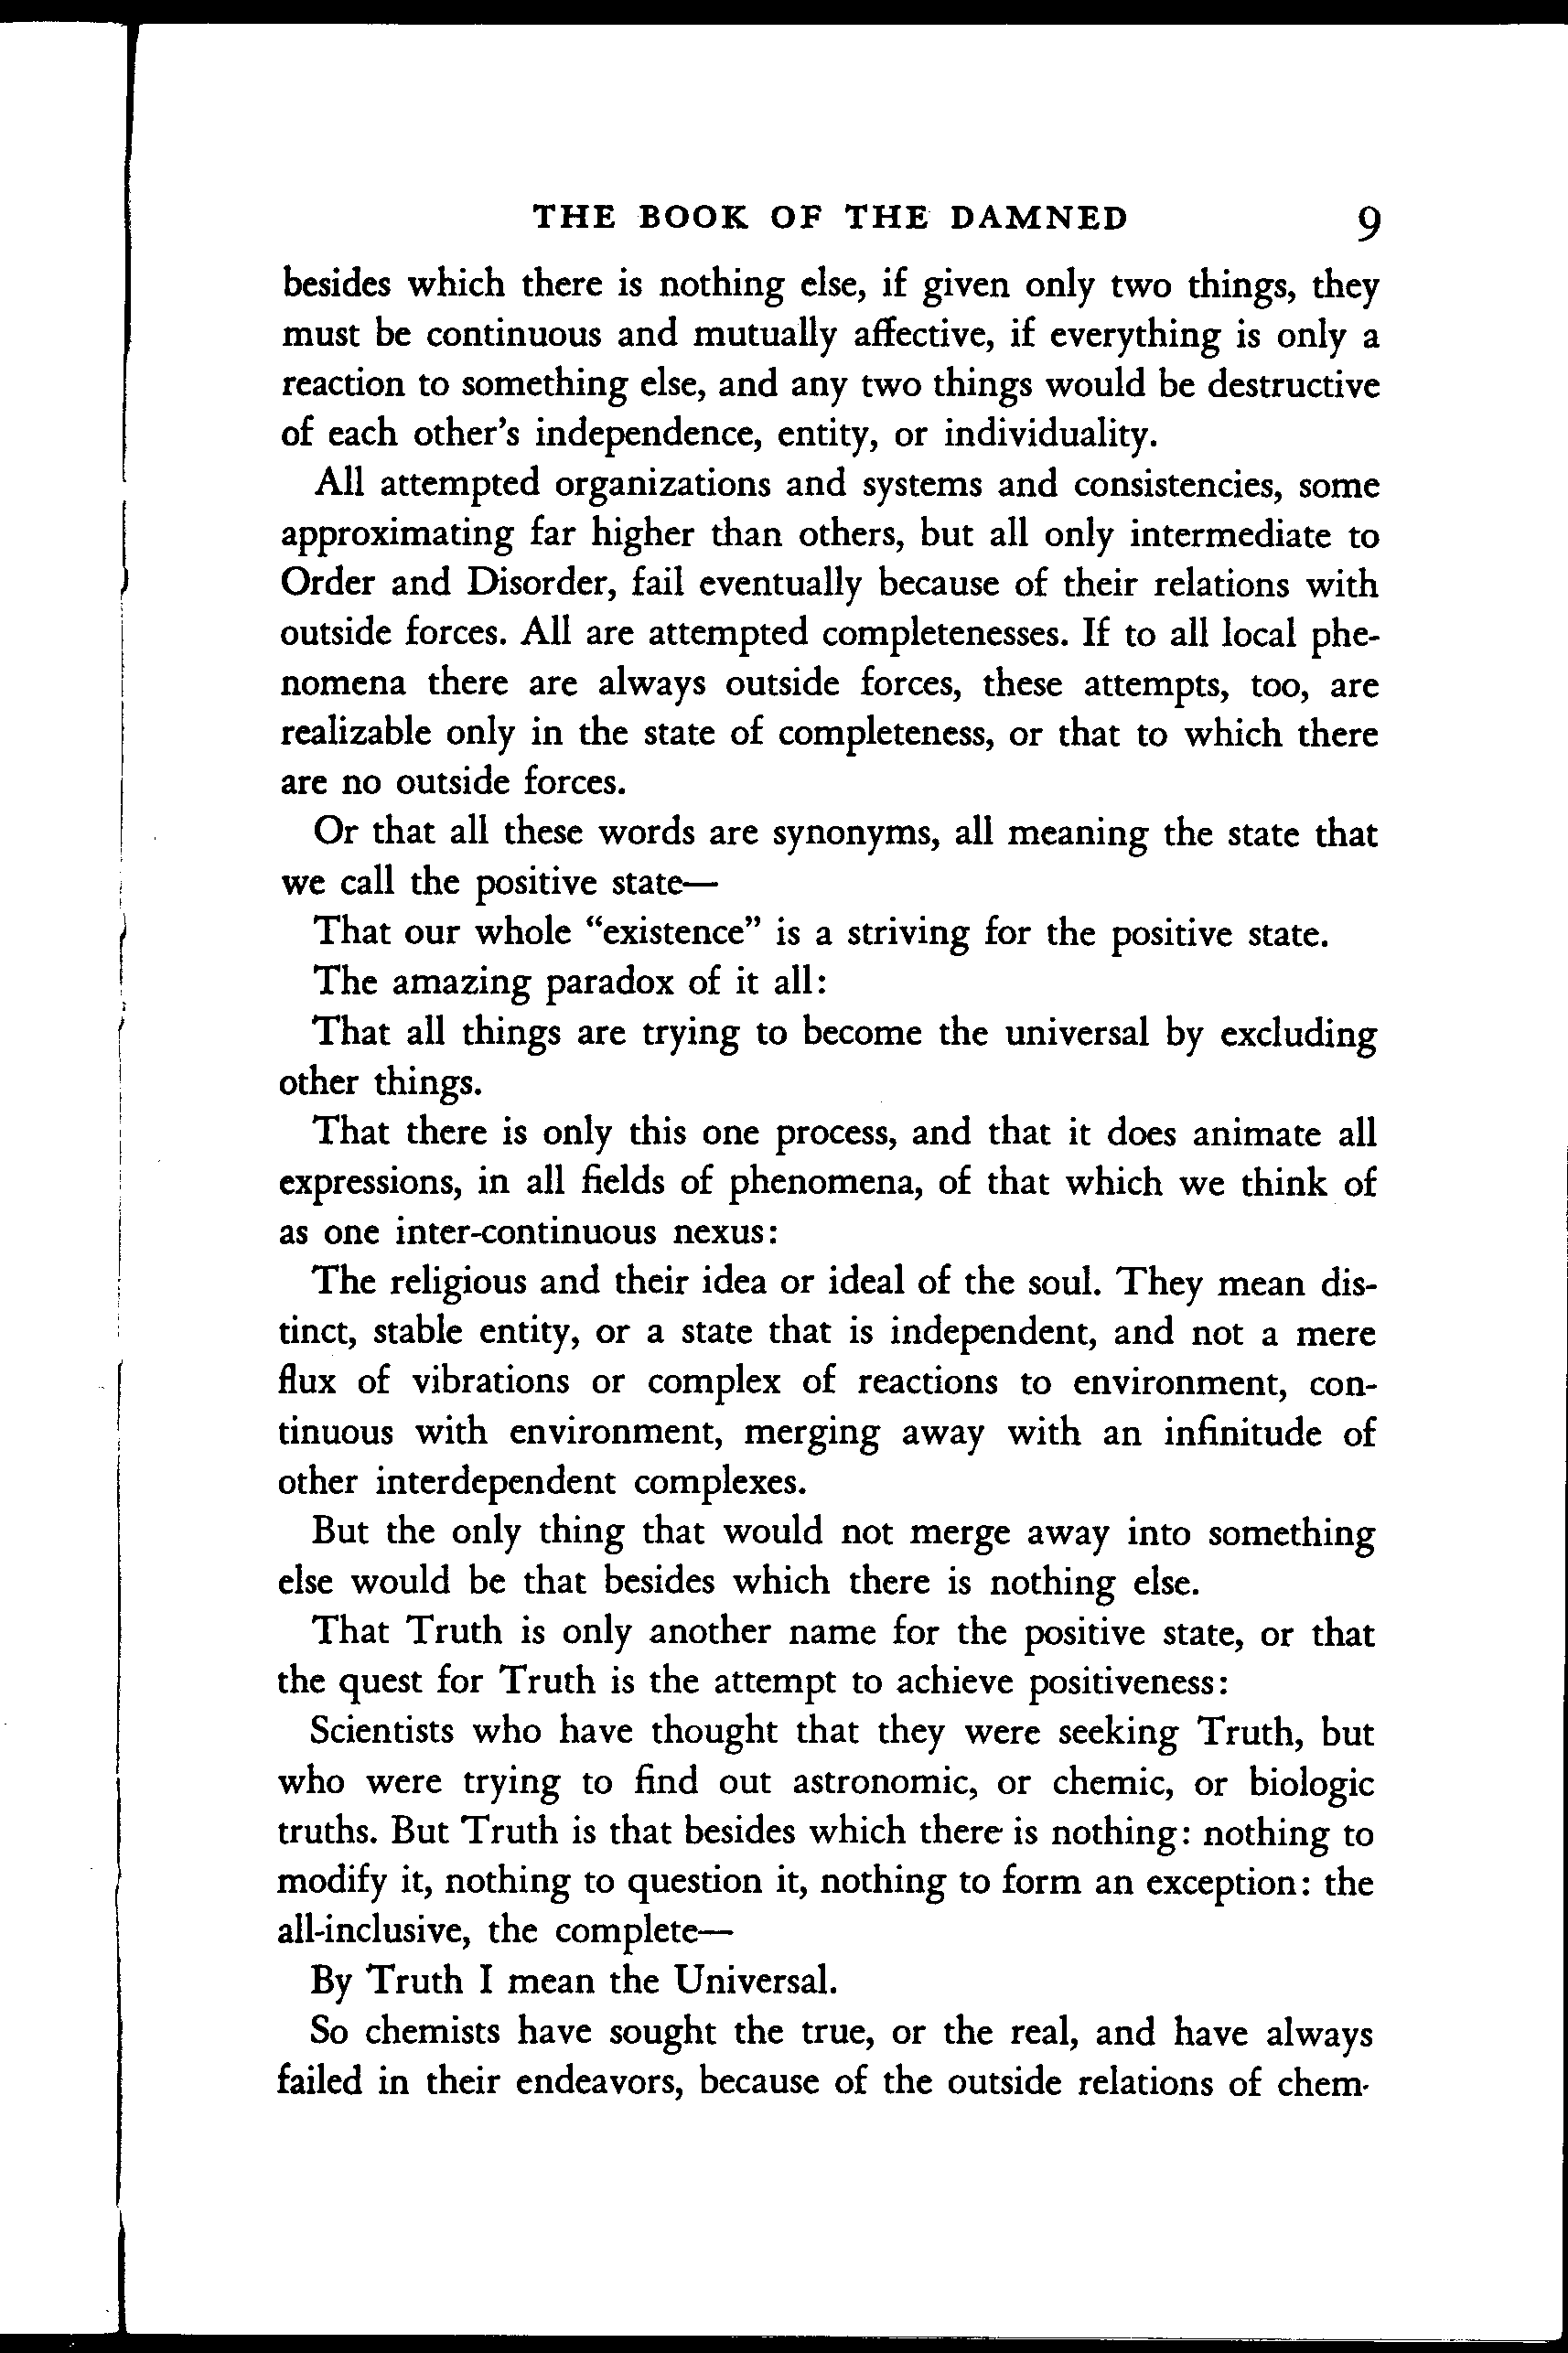 THE BOOK OF THE DAMNED 9
besides which there is nothing else, if given only two things, they
must be continuous and mutually affective, if everything is only a
reaction to something else, and any two things would be destructive
of each other's independence, entity, or individuality.
All attempted organizations and systems and consistencies, some
approximating far higher than others, but all only intermediate to
Order and Disorder, fail eventually because of their relations with
outside forces. All are attempted completenesses. If to all local phe-
nomena there are always outside forces, these attempts, too, are
realizable only in the state of completeness, or that to which there
are no outside forces.
Or that all these words are synonyms, all meaning the state that
we call the positive state—
That our whole “existence” is a striving for the positive state.
The amazing paradox of it all:
That all things are trying to become the universal by excluding
other things.
That there is only this one process, and that it does animate all
expressions, in all fields of phenomena, of that which we think of
as one inter-continuous nexus:
The religious and their idea or ideal of the soul. They mean dis-
tinct, stable entity, or a state that is independent, and not a mere
flux of vibrations or complex of reactions to environment, con-
tinuous with environment, merging away with an infinitude of
other interdependent complexes.
But the only thing that would not merge away into something
else would be that besides which there is nothing else.
That Truth is only another name for the positive state, or that
the quest for Truth is the attempt to achieve positiveness:
Scientists who have thought that they were seeking Truth, but
who were trying to find out astronomic, or chemic, or biologic
truths. But Truth is that besides which there is nothing: nothing to
modify it, nothing to question it, nothing to form an exception: the
all-inclusive, the complete—
By Truth I mean the Universal.
So chemists have sought the true, or the real, and have always
failed in their endeavors, because of the outside relations of chem-